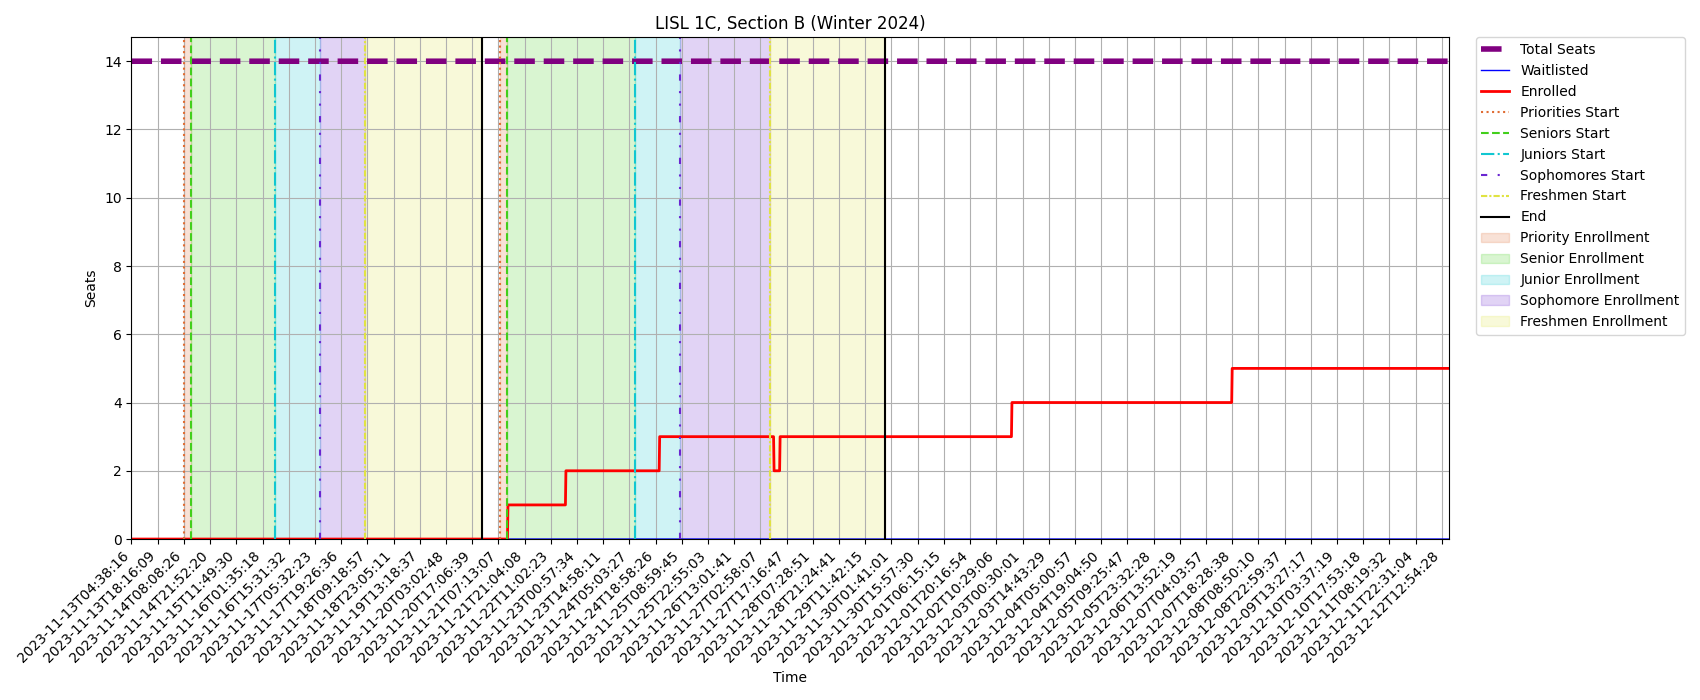 LISL 1C, Section B (Winter 2024)
14
12
10
8
6
4
2
0
Seats
2023-11-13T04:38:16
2023-11-13T18:16:09
2023-11-14T08:08:26
2023-11-14T21:52:20
2023-11-15T11:49:30
2023-11-16T01:35:18
2023-11-16T15:31:32
2023-11-17T05:32:23
2023-11-17T19:26:36
2023-11-18T09:18:57
2023-11-18T23:05:11
2023-11-19T13:18:37
2023-11-20T03:02:48
2023-11-20T17:06:39
2023-11-21T07:13:07
2023-11-21T21:04:08
2023-11-22T11:02:23
2023-11-23T00:57:34
2023-11-23T14:58:11
2023-11-24T05:03:27
2023-11-24T18:58:26
2023-11-25T08:59:45
2023-11-25T22:55:03
2023-11-26T13:01:41
2023-11-27T02:58:07
2023-11-27T17:16:47
2023-11-28T07:28:51
2023-11-28T21:24:41
2023-11-29T11:42:15
2023-11-30T01:41:01
2023-11-30T15:57:30
2023-12-01T06:15:15
2023-12-01T20:16:54
2023-12-02T10:29:06
2023-12-03T00:30:01
2023-12-03T14:43:29
2023-12-04T05:00:57
2023-12-04T19:04:50
2023-12-05T09:25:47
2023-12-05T23:32:28
2023-12-06T13:52:19
2023-12-07T04:03:57
2023-12-07T18:28:38
2023-12-08T08:50:10
2023-12-08T22:59:37
2023-12-09T13:27:17
2023-12-10T03:37:19
2023-12-10T17:53:18
2023-12-11T08:19:32
2023-12-11T22:31:04
2023-12-12T12:54:28
Time
Total Seats
Waitlisted
Enrolled
Priorities Start
Seniors Start
Juniors Start
Sophomores Start
Freshmen Start
End
Priority Enrollment
Senior Enrollment
Junior Enrollment
Sophomore Enrollment
Freshmen Enrollment